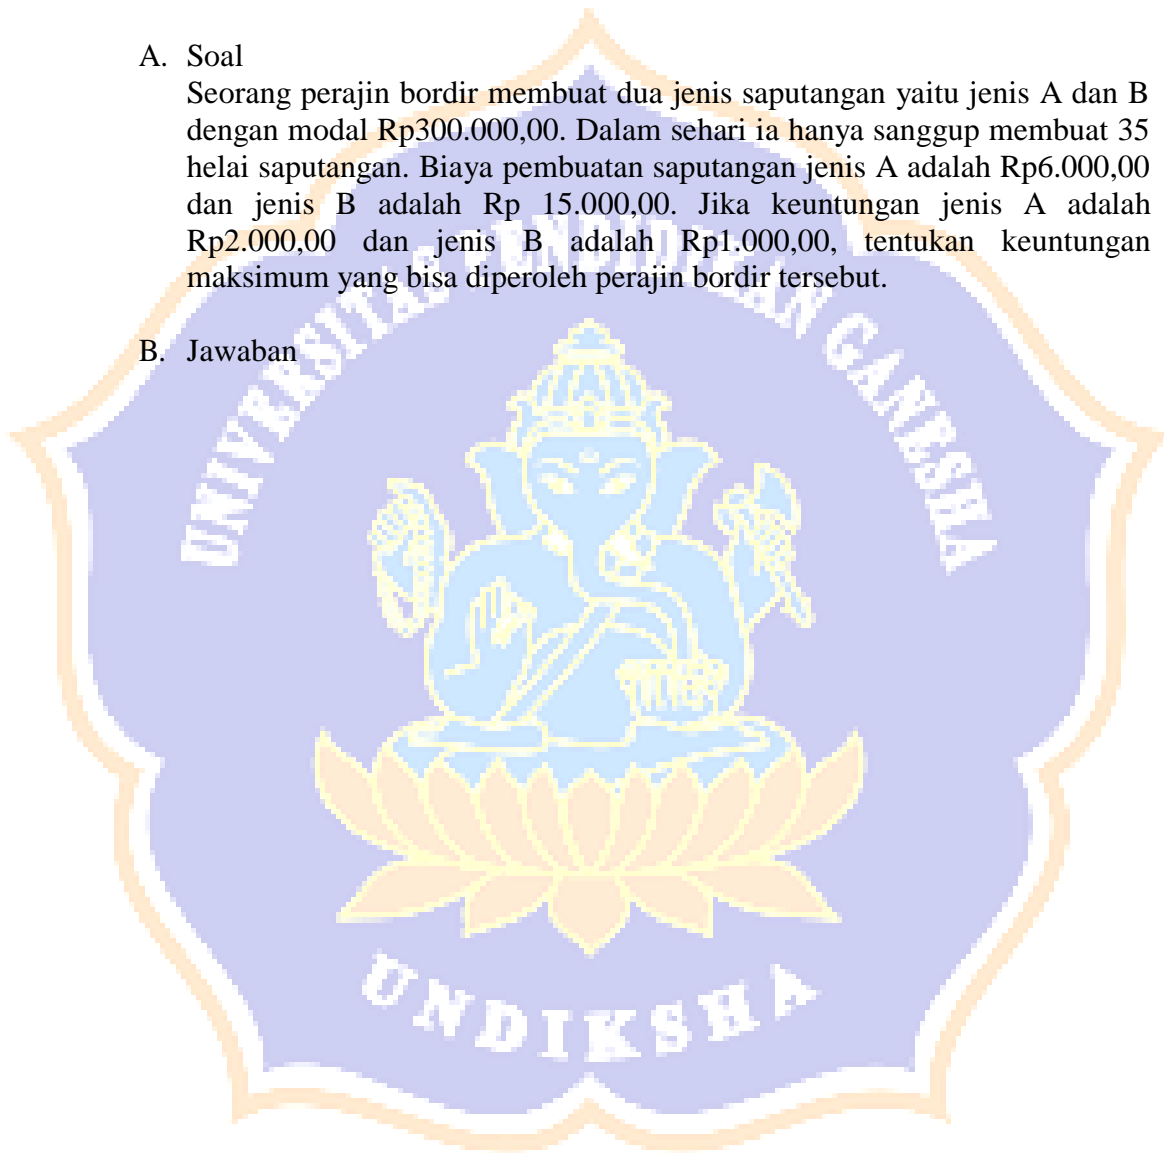 A. Soal
Seorang perajin bordir membuat dua jenis saputangan yaitu jenis A dan B
dengan modal Rp300.000,00. Dalam sehari ia hanya sanggup membuat 35
helai saputangan. Biaya pembuatan saputangan jenis A adalah Rp6.000,00
dan jenis B adalah Rp 15.000,00. Jika keuntungan jenis A adalah
Rp2.000,00 dan jenis B adalah Rp1.000,00, tentukan keuntungan
maksimum yang bisa diperoleh perajin bordir tersebut.
B. Jawaban
UNIVERSITAS PENDIDIKAN GANESHA
UNDIKSHA